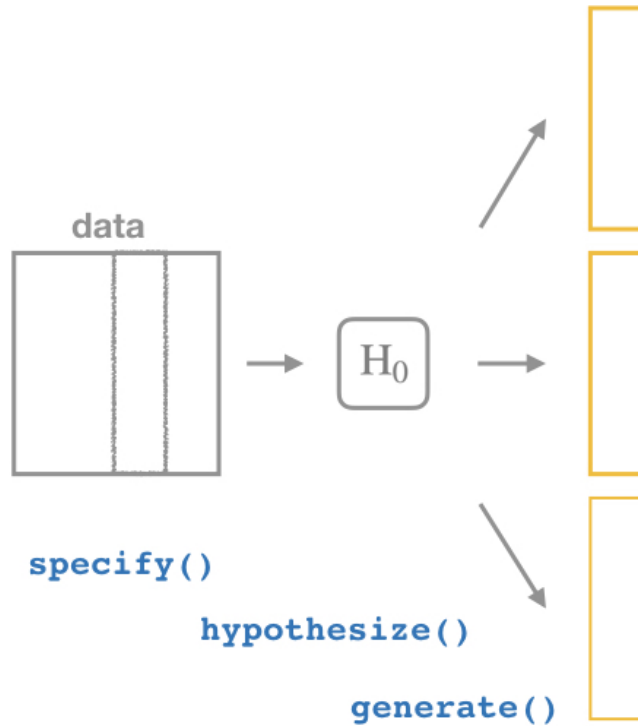 data
H₀
specify()
hypothesize()
generate()